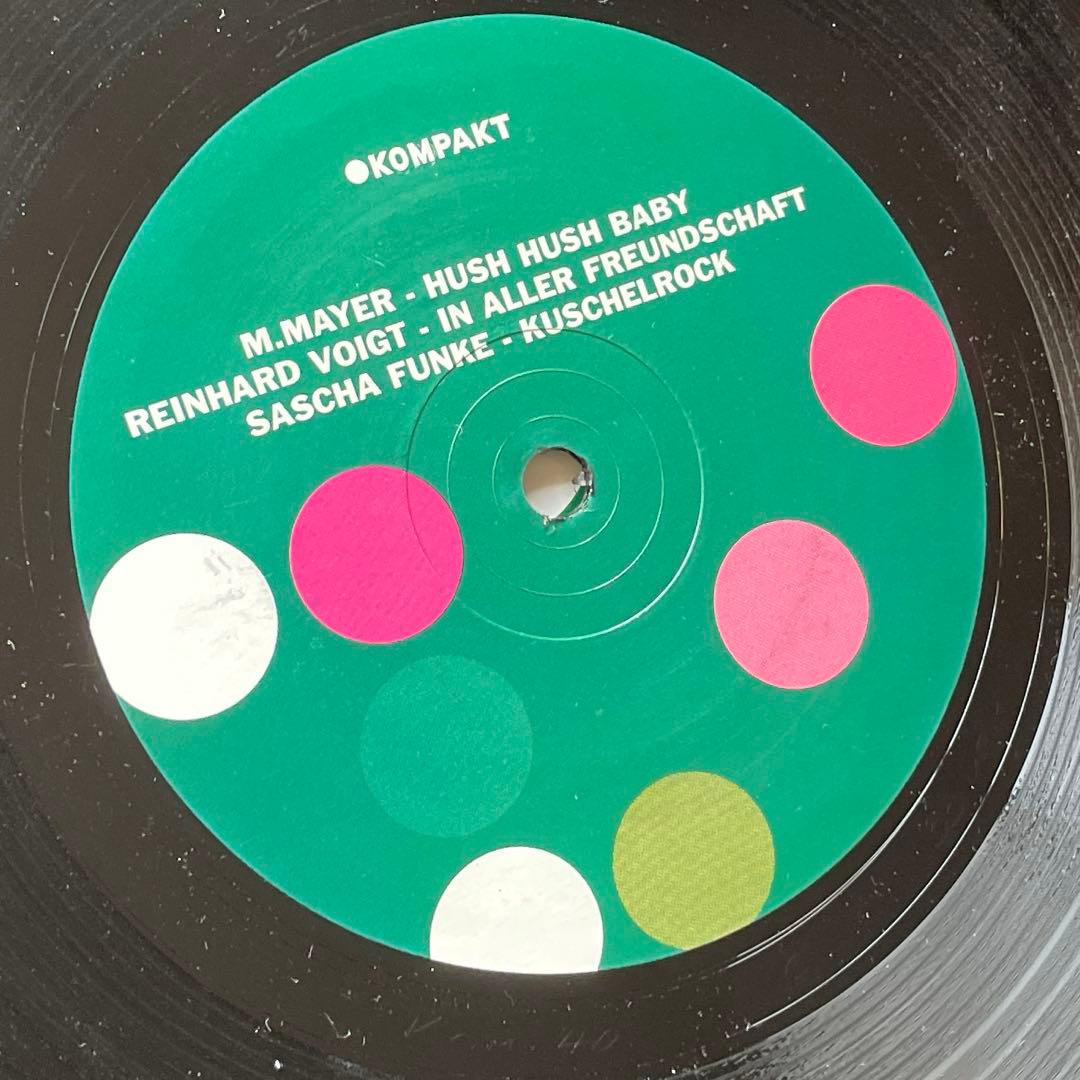 KOMPAKT
M.MAYER - HUSH HUSH BABY
REINHARD VOIGT - IN ALLER FREUNDSCHAFT
SASCHA FUNKE - KUSCHELROCK